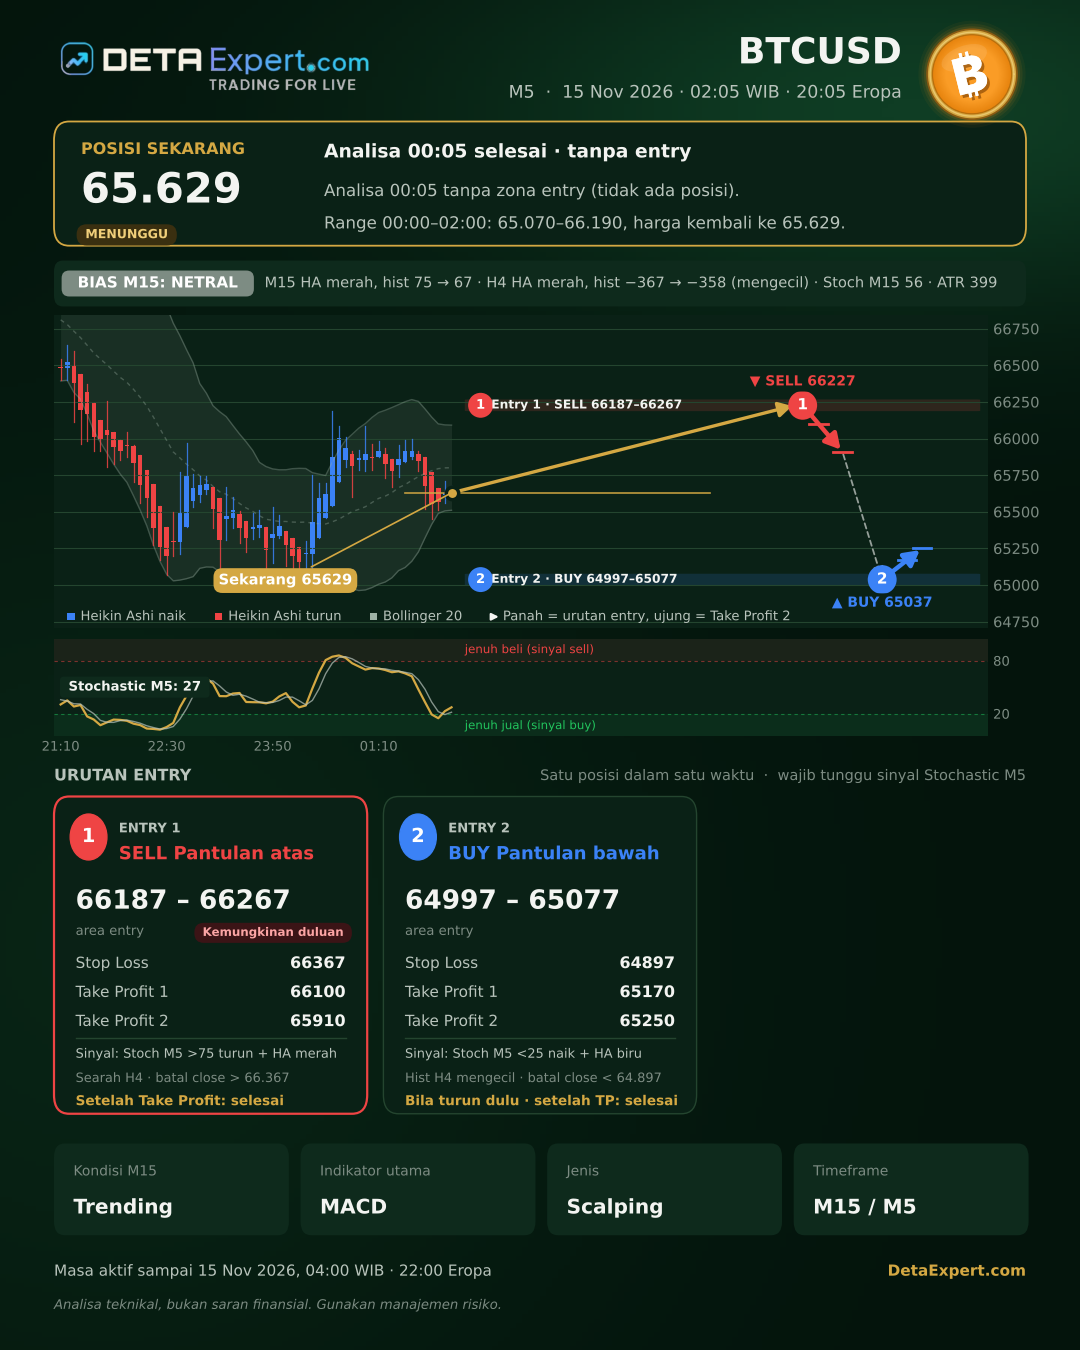 DETA Expert.com
TRADING FOR LIVE
BTCUSD
M5 · 15 Nov 2026 · 02:05 WIB · 20:05 Eropa
POSISI SEKARANG
65.629
MENUNGGU
Analisa 00:05 selesai · tanpa entry
Analisa 00:05 tanpa zona entry (tidak ada posisi).
Range 00:00–02:00: 65.070–66.190, harga kembali ke 65.629.
BIAS M15: NETRAL
M15 HA merah, hist 75 → 67 · H4 HA merah, hist −367 → −358 (mengecil) · Stoch M15 56 · ATR 399
66750
66500
66250
66000
65750
65500
65250
65000
64750
▼ SELL 66227
1
1 Entry 1 · SELL 66187–66267
Sekarang 65629
2 Entry 2 · BUY 64997–65077
2
▲ BUY 65037
Heikin Ashi naik
Heikin Ashi turun
Bollinger 20
Panah = urutan entry, ujung = Take Profit 2
jenuh beli (sinyal sell)
80
Stochastic M5: 27
20
jenuh jual (sinyal buy)
21:10
22:30
23:50
01:10
URUTAN ENTRY
Satu posisi dalam satu waktu · wajib tunggu sinyal Stochastic M5
1
ENTRY 1
SELL Pantulan atas
66187 – 66267
area entry
Kemungkinan duluan
Stop Loss 66367
Take Profit 1 66100
Take Profit 2 65910
Sinyal: Stoch M5 >75 turun + HA merah
Searah H4 · batal close > 66.367
Setelah Take Profit: selesai
2
ENTRY 2
BUY Pantulan bawah
64997 – 65077
area entry
Stop Loss 64897
Take Profit 1 65170
Take Profit 2 65250
Sinyal: Stoch M5 <25 naik + HA biru
Hist H4 mengecil · batal close < 64.897
Bila turun dulu · setelah TP: selesai
Kondisi M15
Trending
Indikator utama
MACD
Jenis
Scalping
Timeframe
M15 / M5
Masa aktif sampai 15 Nov 2026, 04:00 WIB · 22:00 Eropa
DetaExpert.com
Analisa teknikal, bukan saran finansial. Gunakan manajemen risiko.